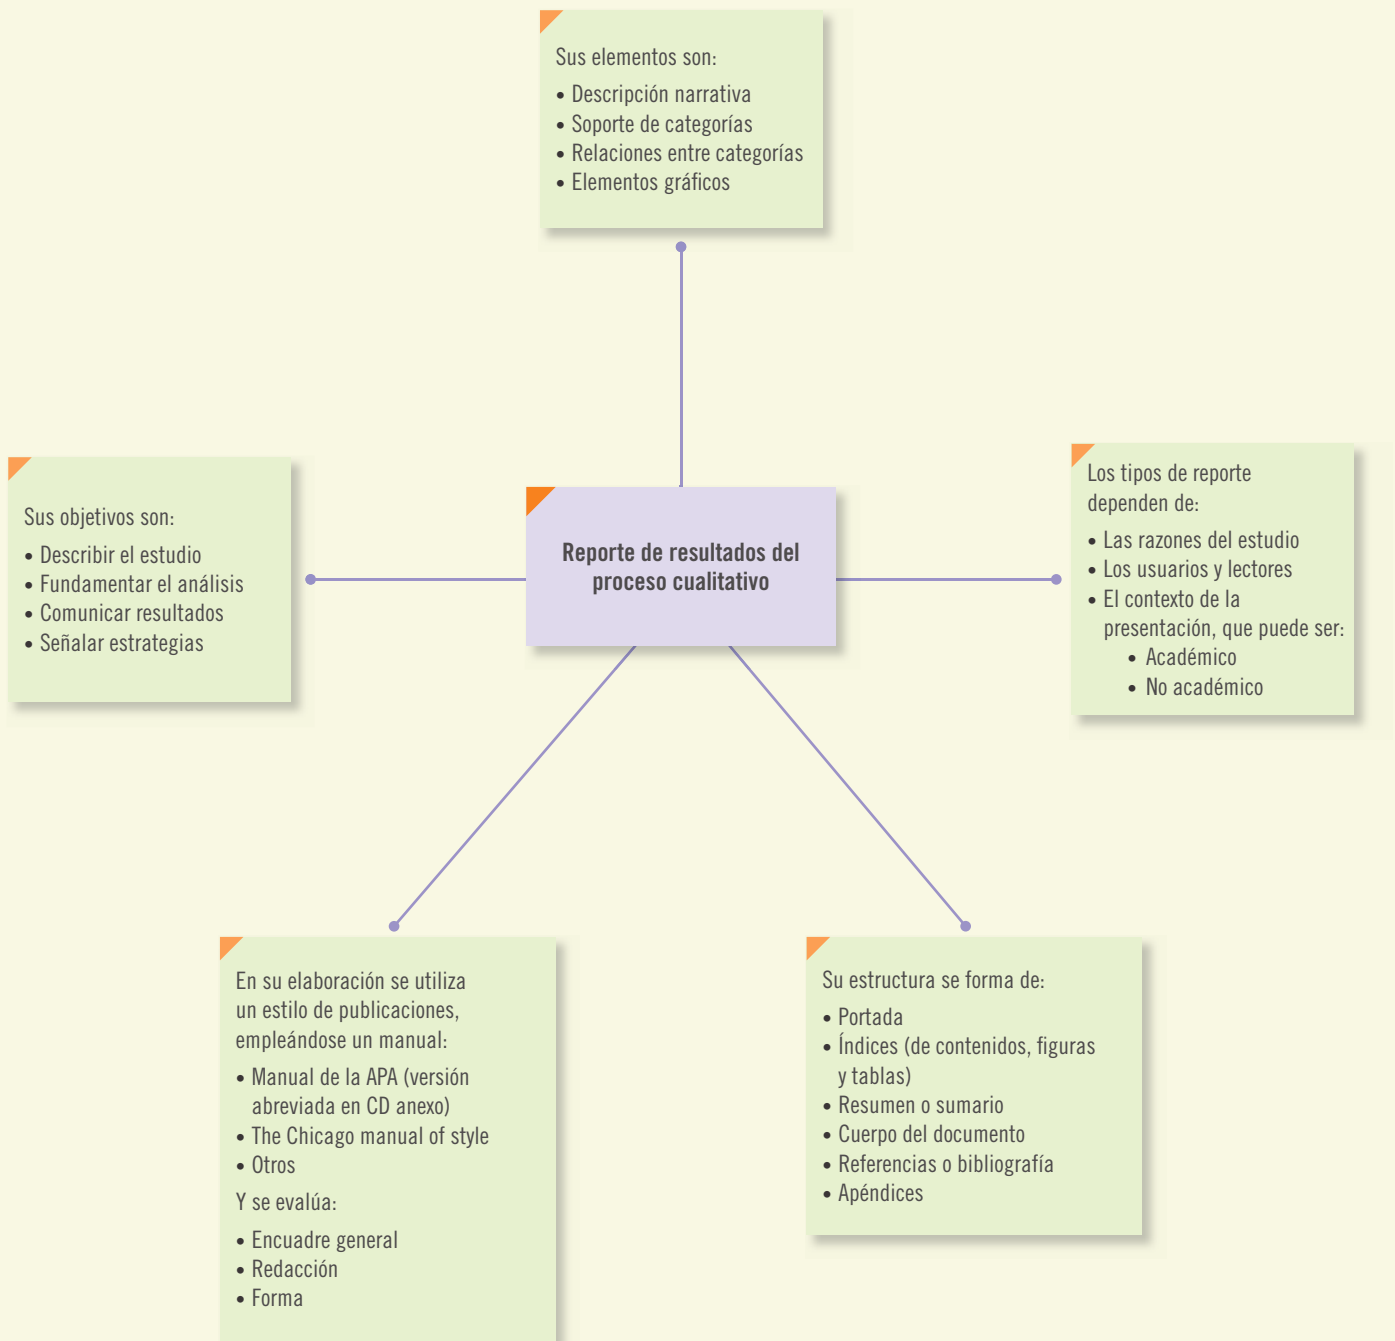 Sus elementos son:
• Descripción narrativa
• Soporte de categorías
• Relaciones entre categorías
• Elementos gráficos
Sus objetivos son:
• Describir el estudio
• Fundamentar el análisis
• Comunicar resultados
• Señalar estrategias
Reporte de resultados del
proceso cualitativo
Los tipos de reporte
dependen de:
• Las razones del estudio
• Los usuarios y lectores
• El contexto de la
presentación, que puede ser:
• Académico
• No académico
En su elaboración se utiliza
un estilo de publicaciones,
empleándose un manual:
• Manual de la APA (versión
abreviada en CD anexo)
• The Chicago manual of style
• Otros
Y se evalúa:
• Encuadre general
• Redacción
• Forma
Su estructura se forma de:
• Portada
• Índices (de contenidos, figuras
y tablas)
• Resumen o sumario
• Cuerpo del documento
• Referencias o bibliografía
• Apéndices